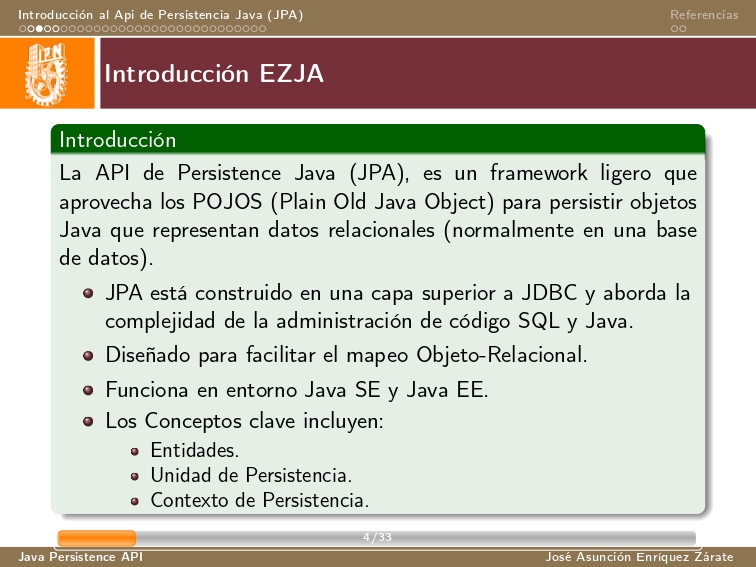 Introducción al Api de Persistencia Java (JPA)
Referencias
IPN
Introducción EZJA
Introducción
La API de Persistence Java (JPA), es un framework ligero que
aprovecha los POJOS (Plain Old Java Object) para persistir objetos
Java que representan datos relacionales (normalmente en una base
de datos).
JPA está construido en una capa superior a JDBC y aborda la
complejidad de la administración de código SQL y Java.
Diseñado para facilitar el mapeo Objeto-Relacional.
Funciona en entorno Java SE y Java EE.
Los Conceptos clave incluyen:
Entidades.
Unidad de Persistencia.
Contexto de Persistencia.
4/33
Java Persistence API
José Asunción Enríquez Zárate